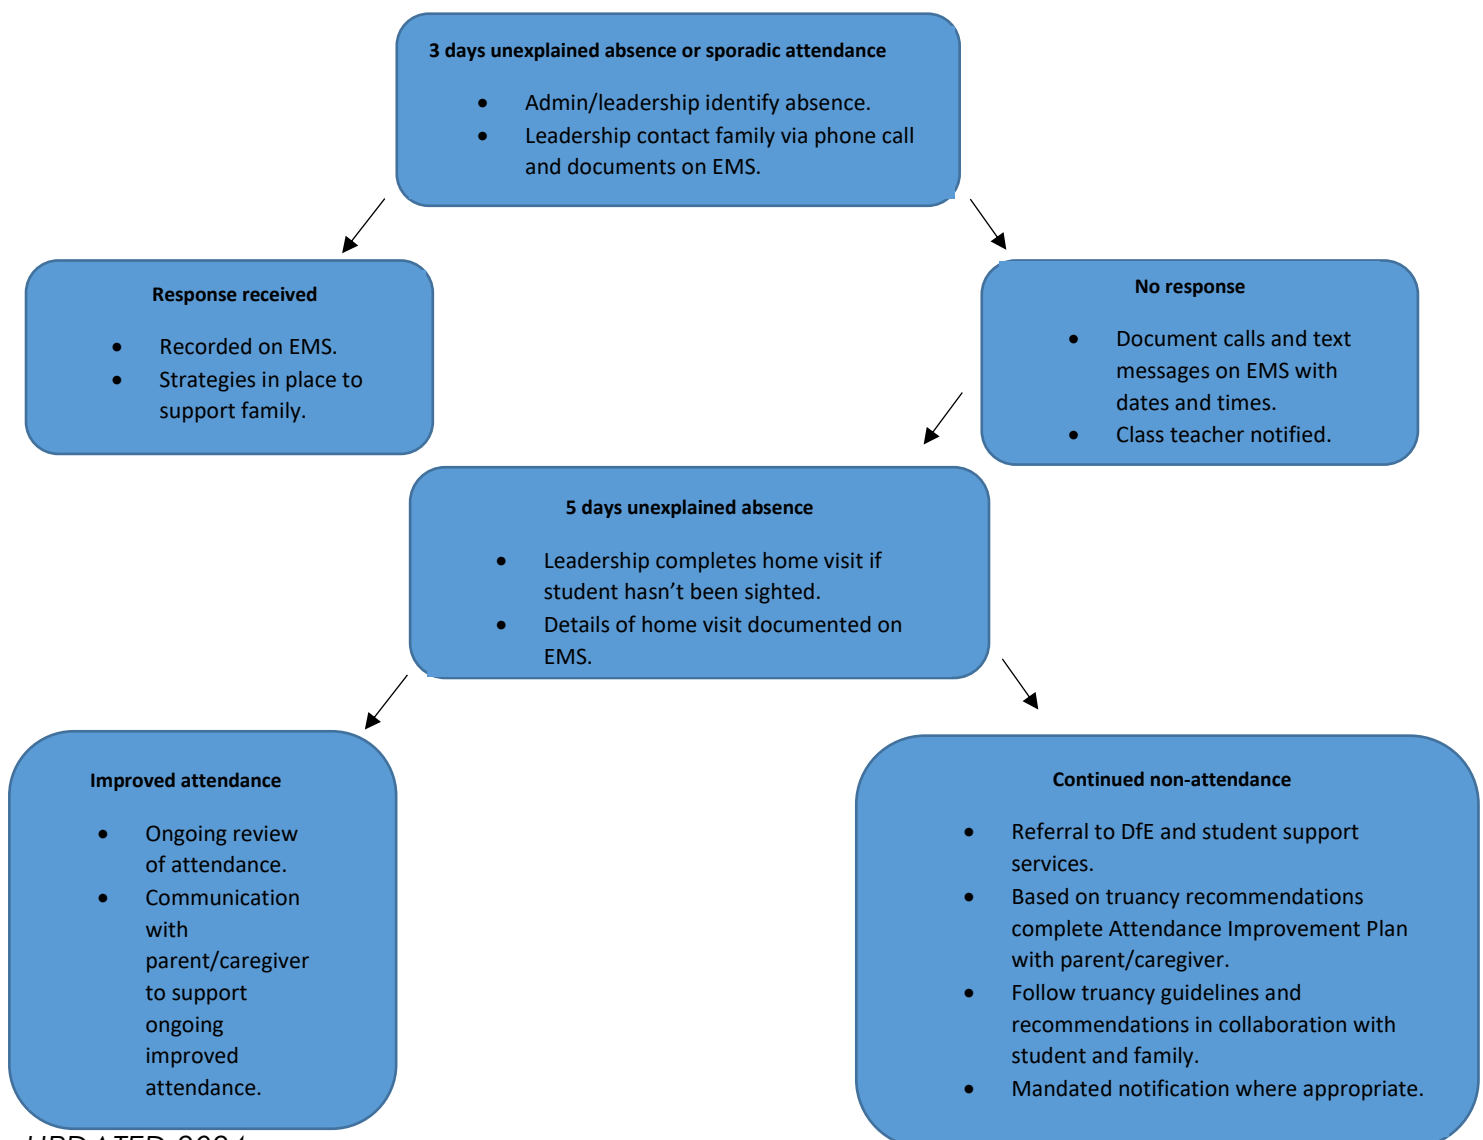 3 days unexplained absence or sporadic attendance
• Admin/leadership identify absence.
• Leadership contact family via phone call
and documents on EMS.
Response received
• Recorded on EMS.
• Strategies in place to
support family.
No response
• Document calls and text
messages on EMS with
dates and times.
• Class teacher notified.
5 days unexplained absence
• Leadership completes home visit if
student hasn’t been sighted.
• Details of home visit documented on
EMS.
Improved attendance
• Ongoing review
of attendance.
• Communication
with
parent/caregiver
to support
ongoing
improved
attendance.
Continued non-attendance
• Referral to DfE and student support
services.
• Based on truancy recommendations
complete Attendance Improvement Plan
with parent/caregiver.
• Follow truancy guidelines and
recommendations in collaboration with
student and family.
• Mandated notification where appropriate.
UPDATED